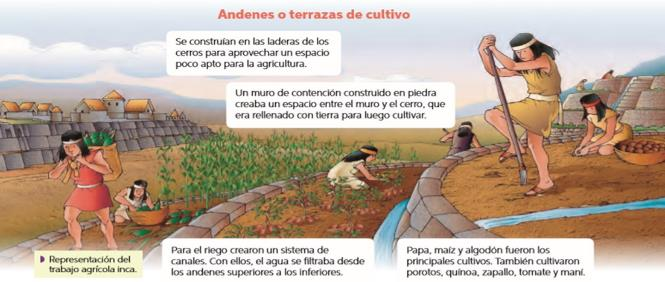 Andenes o terrazas de cultivo
Se construían en las laderas de los
cerros para aprovechar un espacio
poco apto para la agricultura.
Un muro de contención construido en piedra
creaba un espacio entre el muro y el cerro, que
era rellenado con tierra para luego cultivar.
Representación del
trabajo agrícola inca.
Para el riego crearon un sistema de
canales. Con ellos, el agua se filtraba desde
los andenes superiores a los inferiores.
Papa, maíz y algodón fueron los
principales cultivos. También cultivaron
porotos, quínoa, zapallo, tomate y maní.